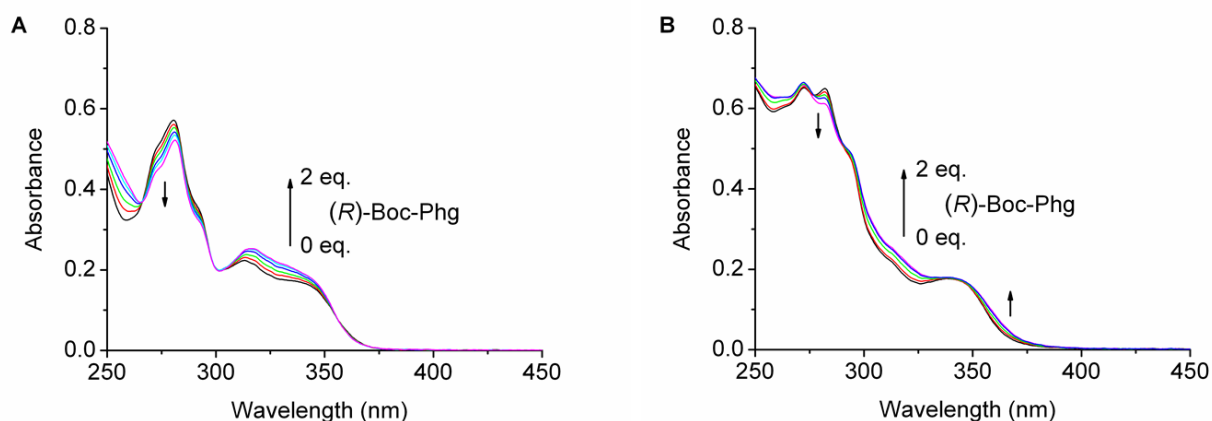 A
0.8
0.6
0.4
0.2
0.0
250 300 350 400 450
Absorbance
Wavelength (nm)
2 eq.
(R)-Boc-Phg
0 eq.
B
0.8
0.6
0.4
0.2
0.0
250 300 350 400 450
Absorbance
Wavelength (nm)
2 eq.
(R)-Boc-Phg
0 eq.